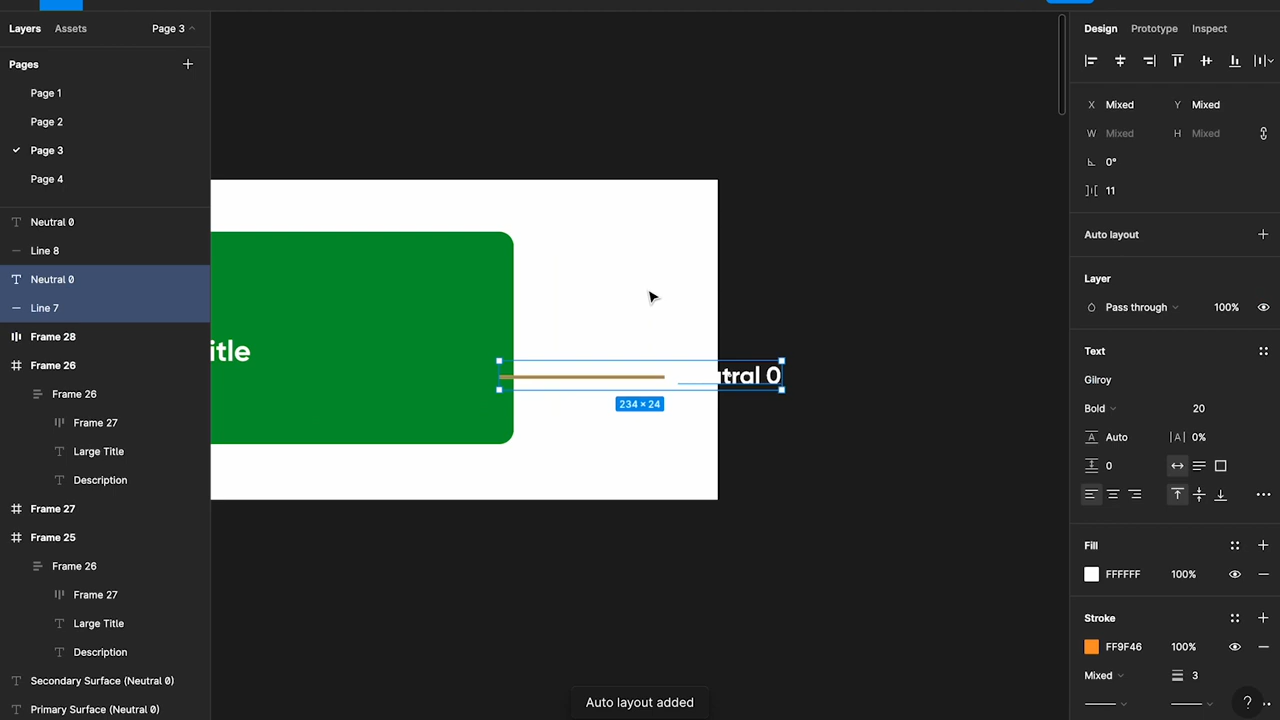 Layers Assets Page 3
Design Prototype Inspect
Pages
Page 1
Page 2
Page 3
Page 4
Neutral 0
Line 8
Neutral 0
Line 7
Frame 28
Frame 26
Frame 26
Frame 27
Large Title
Description
Frame 27
Frame 25
Frame 26
Frame 27
Large Title
Description
Secondary Surface (Neutral 0)
Primary Surface (Neutral 0)
itle
utral 0
234 × 24
Auto layout added
X Mixed Y Mixed
W Mixed H Mixed
0°
11
Auto layout
Layer
Pass through 100%
Text
Gilroy
Bold 20
Auto |A| 0%
0
Fill
FFFFFF 100%
Stroke
FF9F46 100%
Mixed 3
?